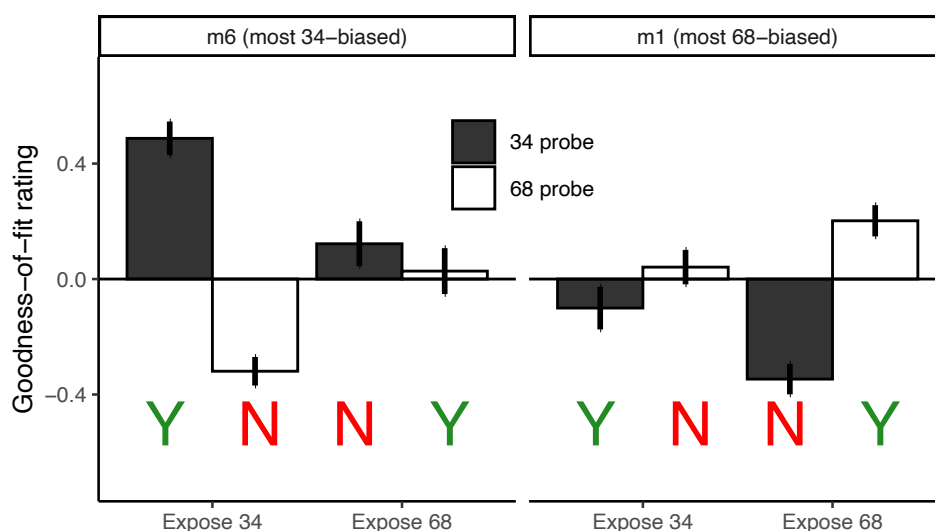 m6 (most 34−biased)
m1 (most 68−biased)
Goodness−of−fit rating
0.4
0.0
−0.4
34 probe
68 probe
Y N N Y
Y N N Y
Expose 34
Expose 68
Expose 34
Expose 68